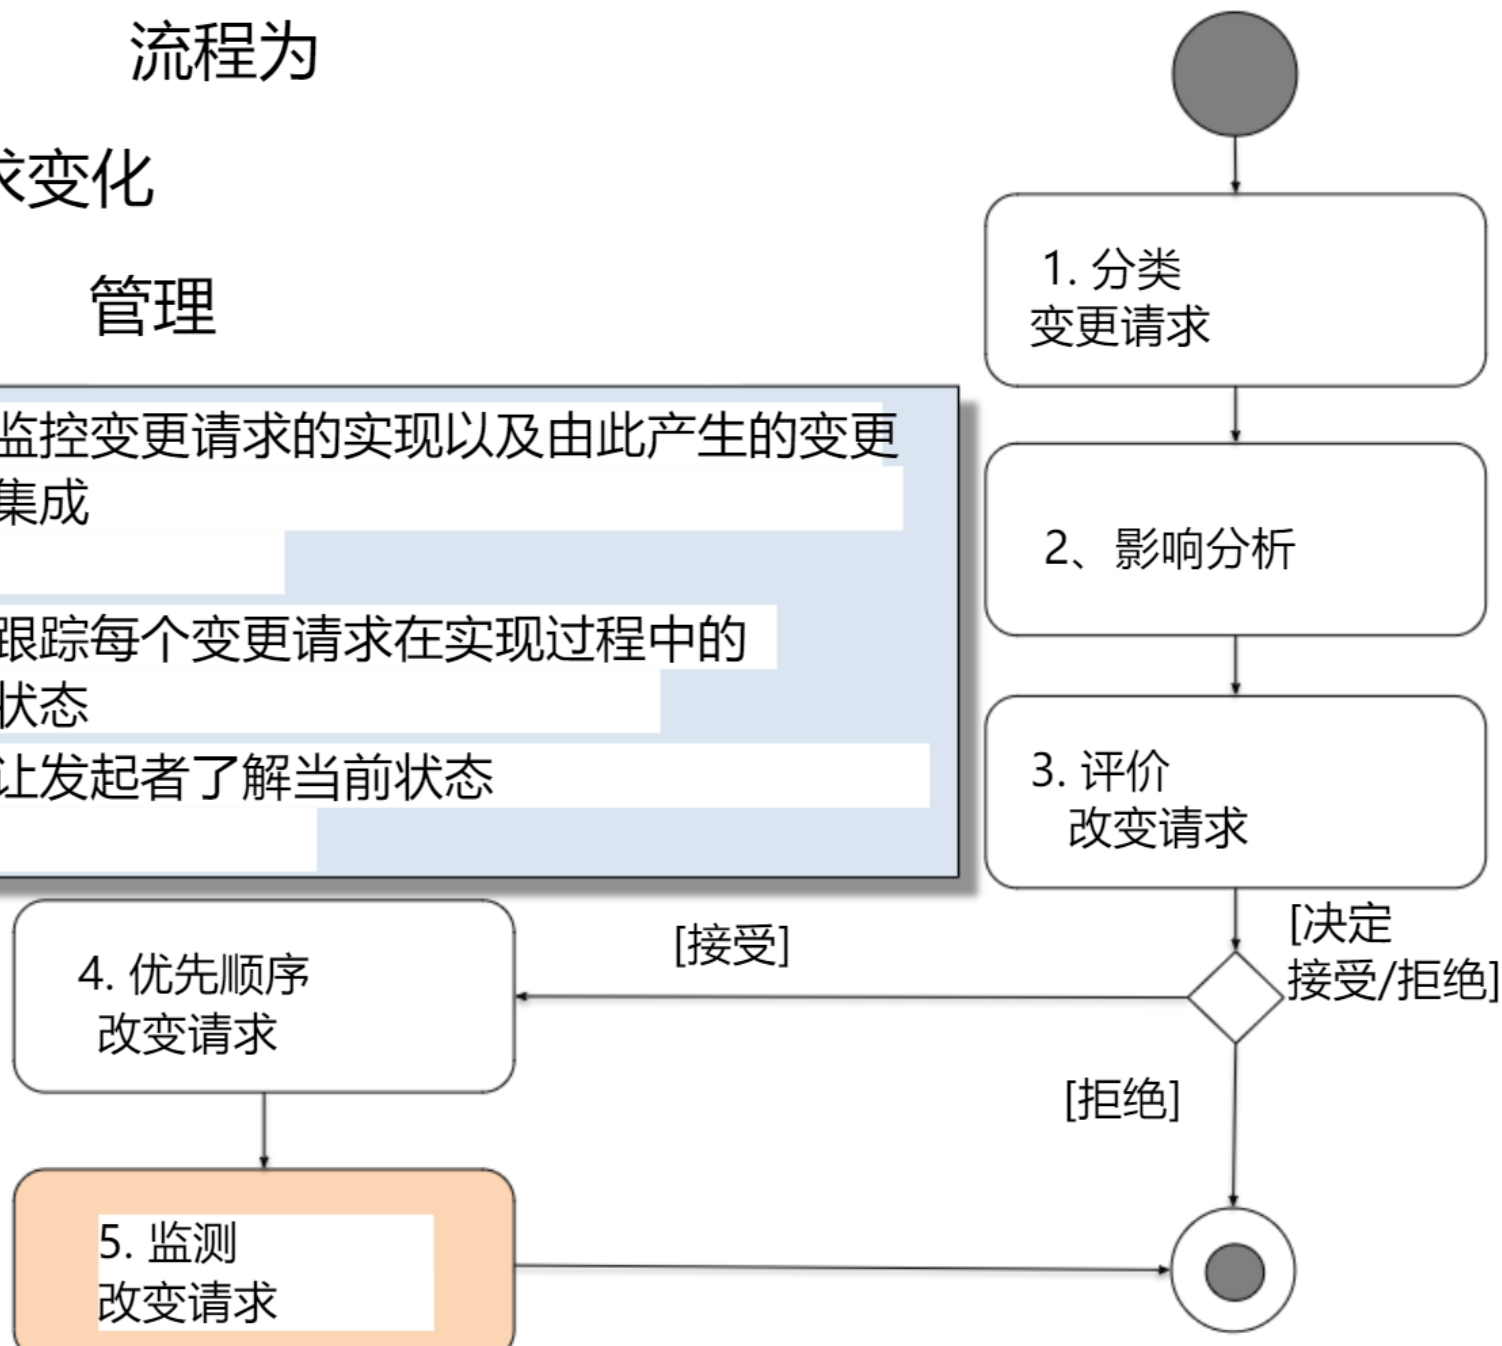 流程为
求变化
管理
监控变更请求的实现以及由此产生的变更
集成
跟踪每个变更请求在实现过程中的
状态
让发起者了解当前状态
1. 分类
变更请求
2、影响分析
3. 评价
改变请求
[决定
接受/拒绝]
[接受]
4. 优先顺序
改变请求
[拒绝]
5. 监测
改变请求